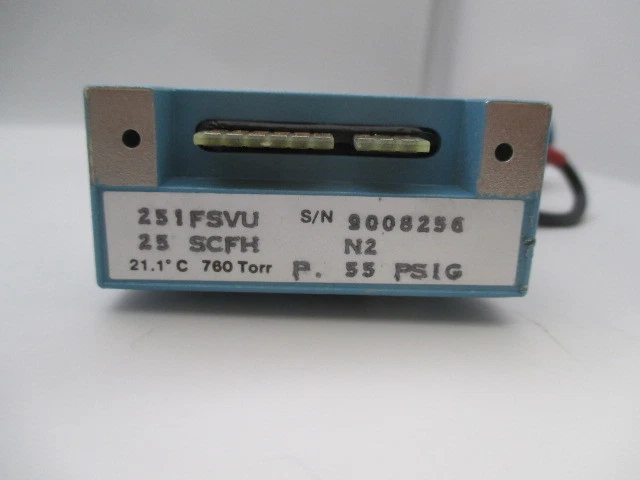 251FSVU S/N 9008256
25 SCFH N2
21.1° C 760 Torr P. 55 PSIG